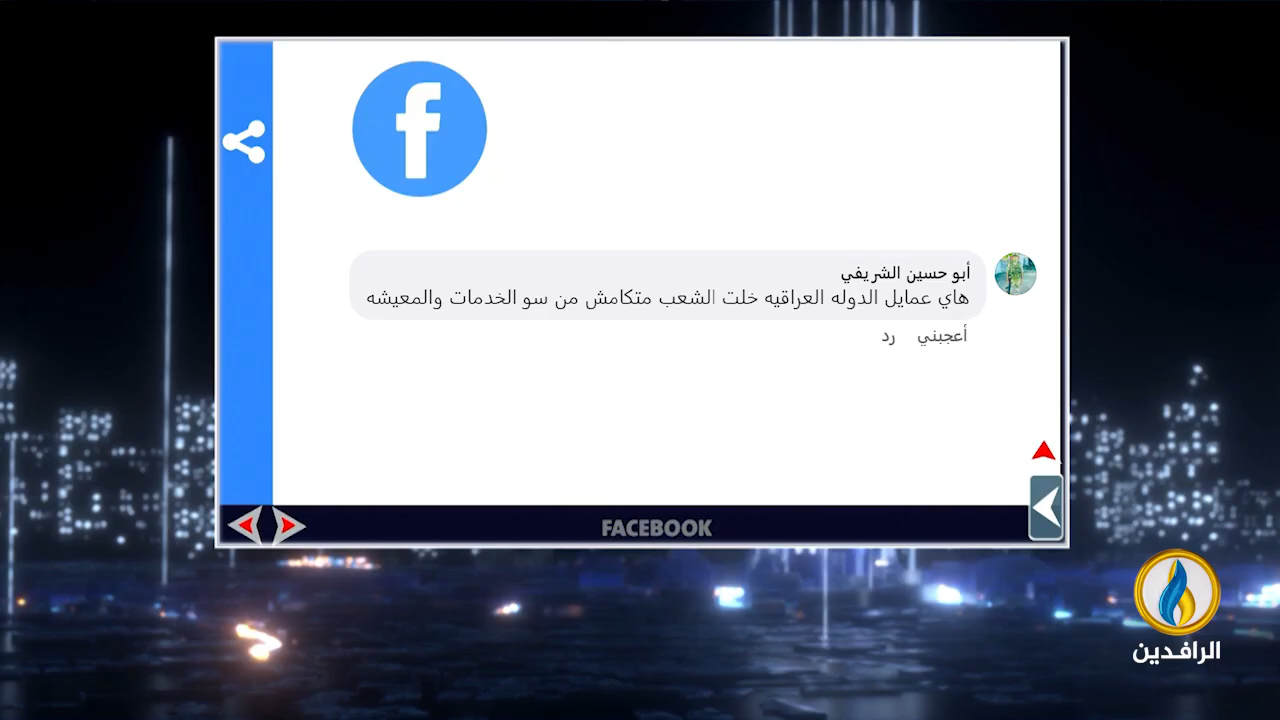 أبو حسين الشريفي
هاي عمايل الدوله العراقيه خلت الشعب متكامش من سو الخدمات والمعيشه
أعجبني رد
FACEBOOK
الرافدين